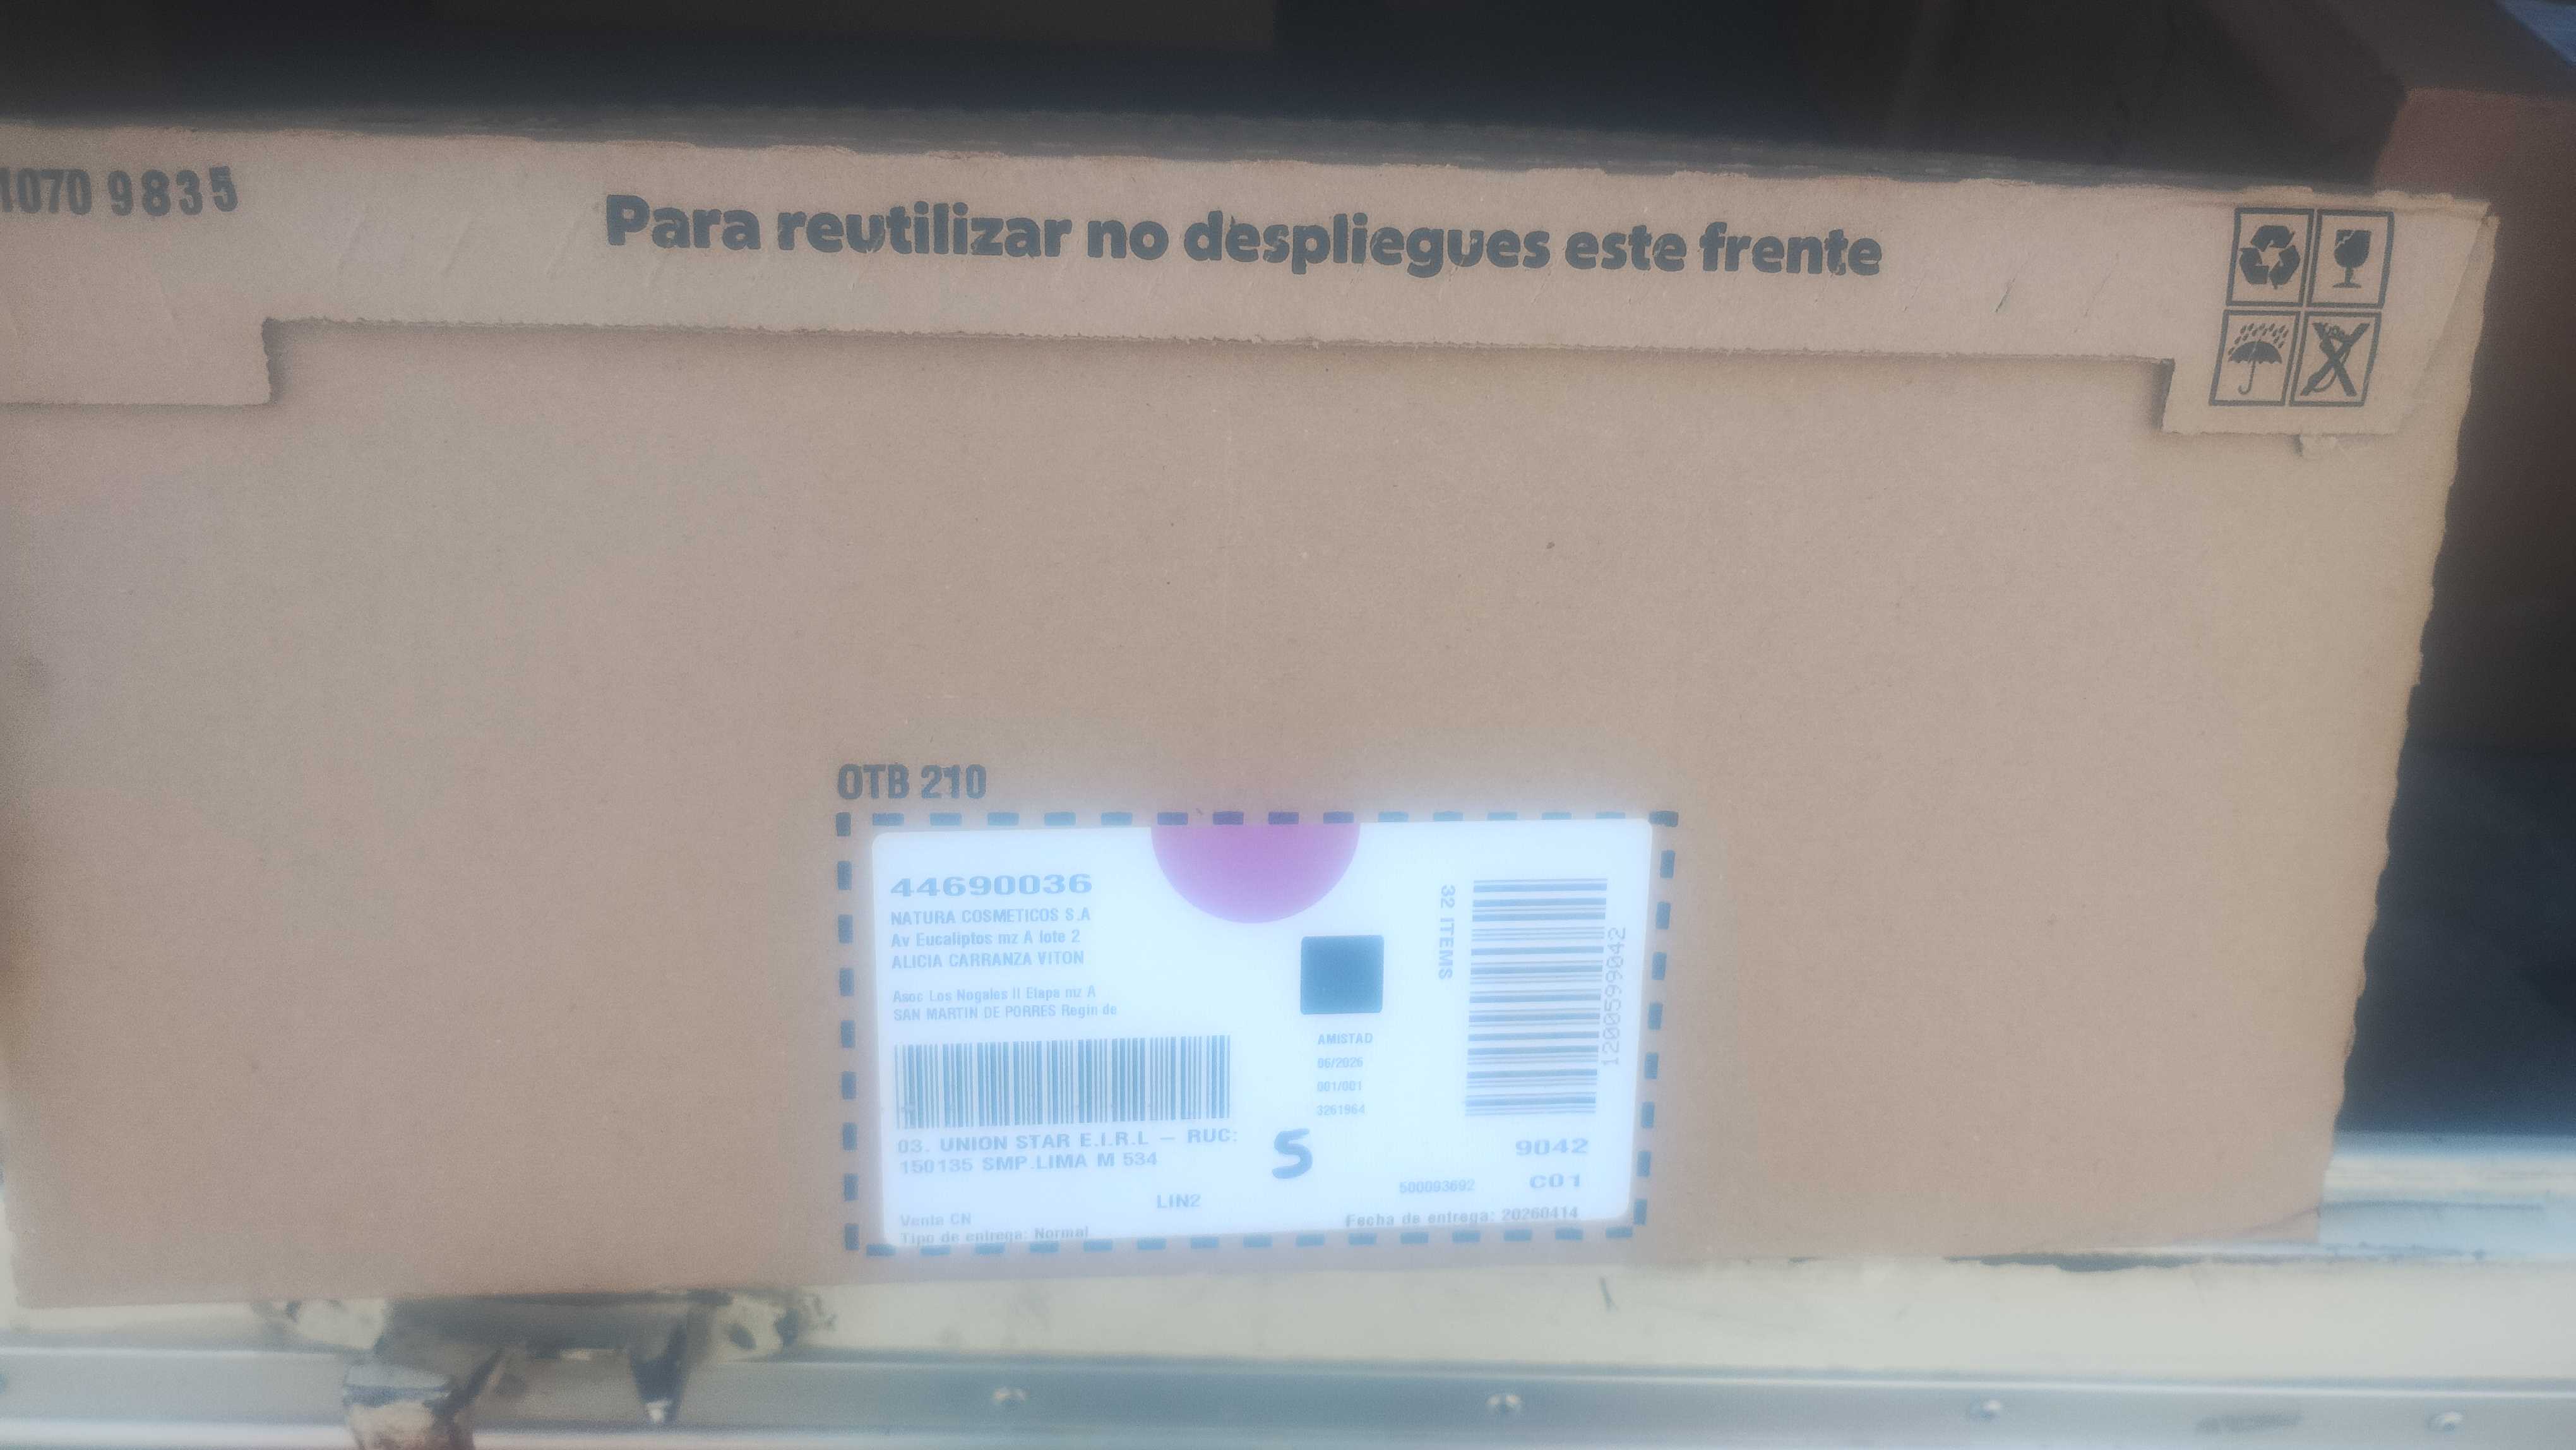 1070 9835
Para reutilizar no despliegues este frente
OTB 210
44690036
NATURA COSMETICOS S.A
Av Eucaliptos mz A lote 2
ALICIA CARRANZA VITON
Asoc Los Nogales II Etapa mz A
SAN MARTIN DE PORRES Regin de
03. UNION STAR E.I.R.L — RUC:
150135 SMP.LIMA M 534
LIN2
Venta CN
Tipo de entrega: Normal
AMISTAD
06/2026
001/001
3261964
S
32 ITEMS
1200599042
9042
500093692
C01
Fecha de entrega: 20260414